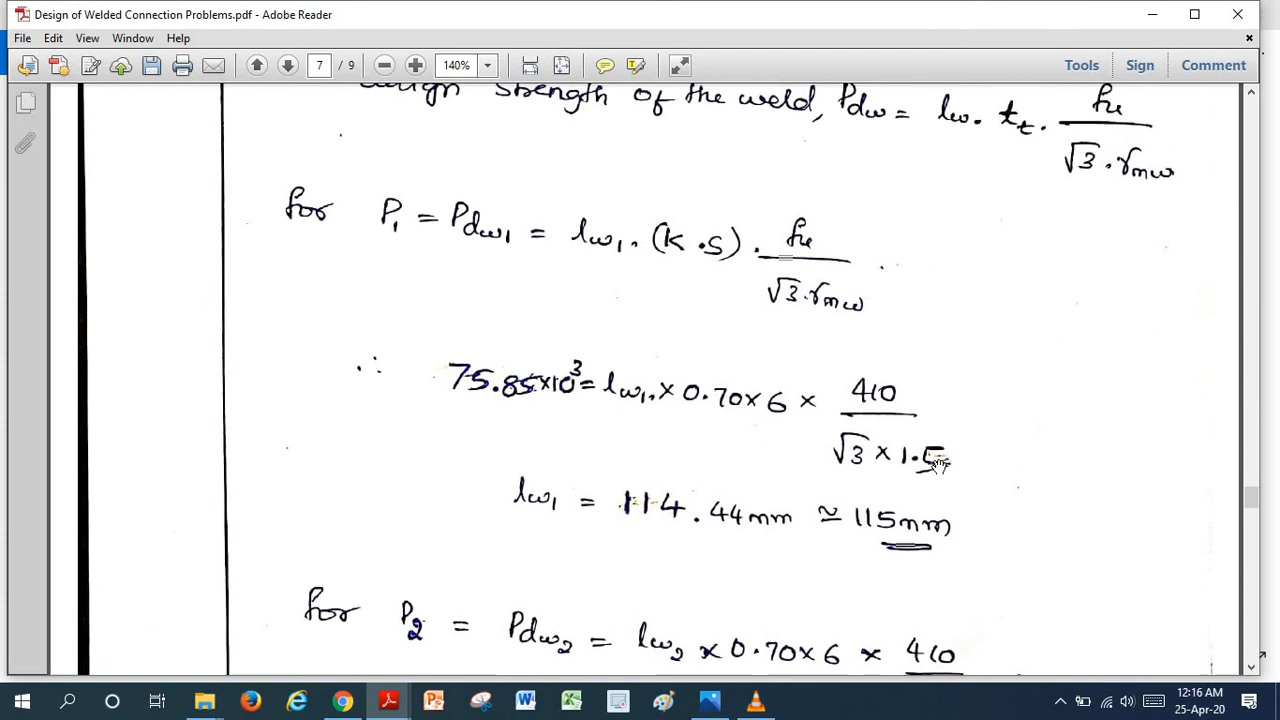 Design of Welded Connection Problems.pdf - Adobe Reader
File Edit View Window Help
7 / 9 140% Tools Sign Comment
design strength of the weld, Pdw = lw. tt. fu / √3 . γmw
for P1 = Pdw1 = lw1. (K.S) . fu / √3.γmw
∴ 75.85×10³ = lw1. × 0.70 × 6 × 410 / √3 × 1.5
lw1 = 114.44mm ≃ 115mm
for P2 = Pdw2 = lw2 × 0.70×6 × 410
12:16 AM
25-Apr-20